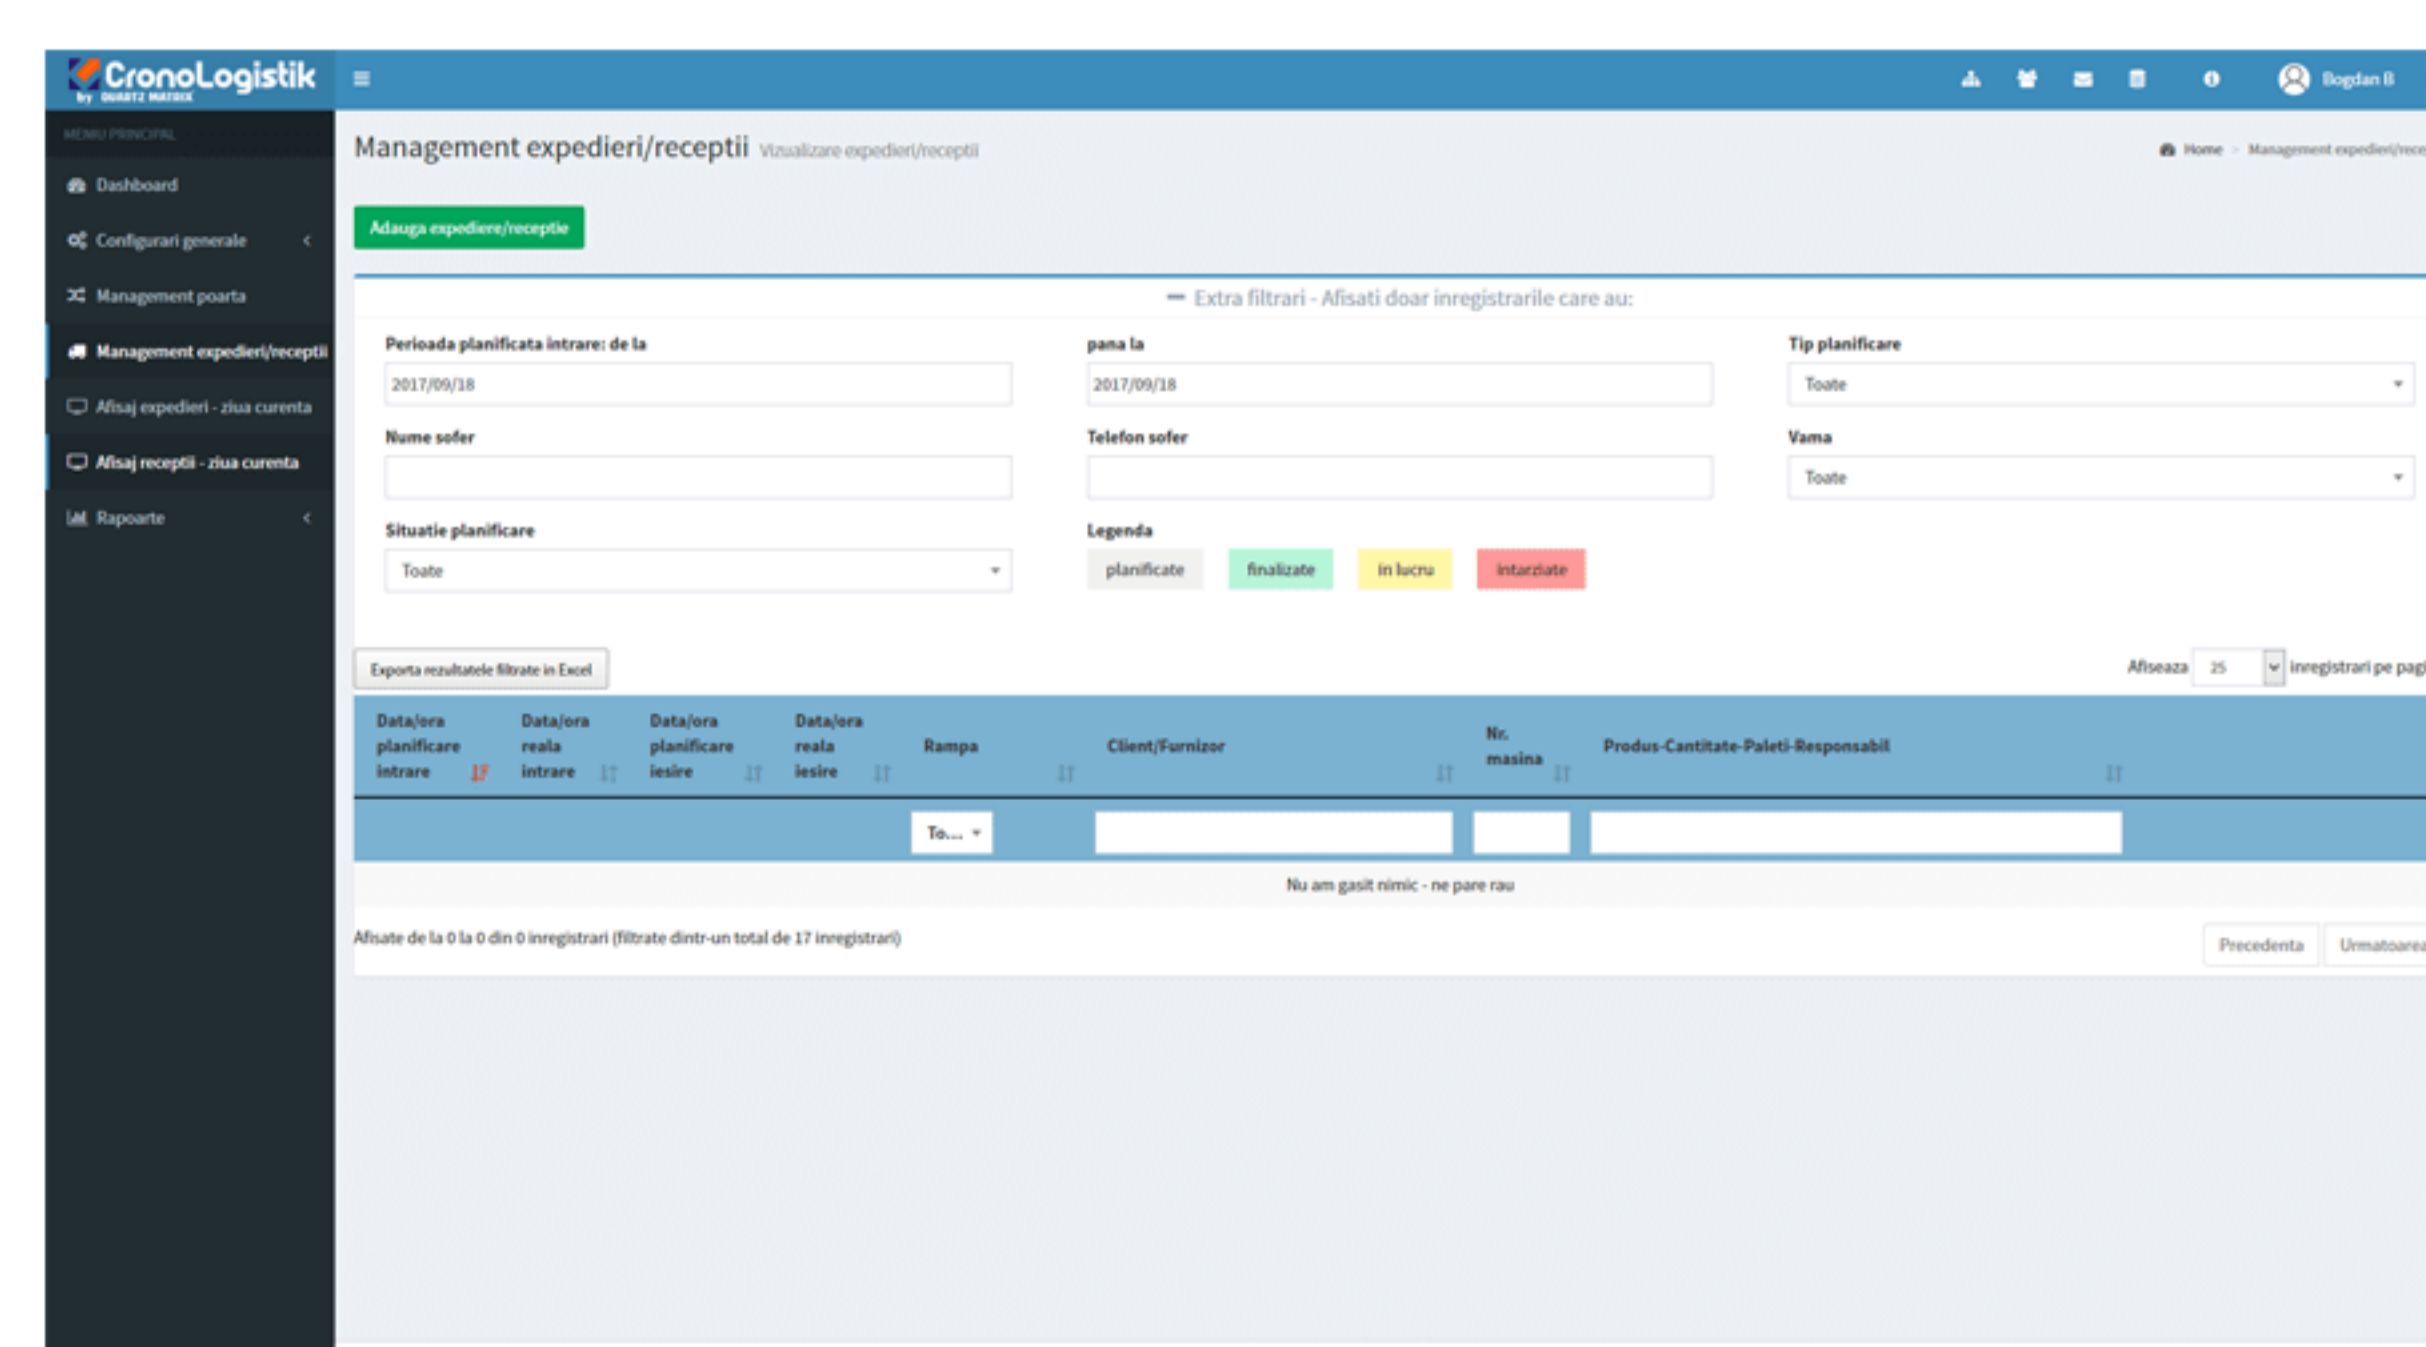 CronoLogistik
by QUARTZ MATRIX
Bogdan B
MENIU PRINCIPAL
Dashboard
Configurari generale
Management poarta
Management expedieri/receptii
Afisaj expedieri - ziua curenta
Afisaj receptii - ziua curenta
Rapoarte
Management expedieri/receptii Vizualizare expedieri/receptii
Home > Management expedieri/rece
Adauga expediere/receptie
Extra filtrari - Afisati doar inregistrarile care au:
Perioada planificata intrare: de la
2017/09/18
pana la
2017/09/18
Tip planificare
Toate
Nume sofer
Telefon sofer
Vama
Toate
Situatie planificare
Toate
Legenda
planificate finalizate in lucru intarziate
Exporta rezultatele filtrate in Excel
Afiseaza 25 inregistrari pe pagi
Data/ora planificare intrare
Data/ora reala intrare
Data/ora planificare iesire
Data/ora reala iesire
Rampa
Client/Furnizor
Nr. masina
Produs-Cantitate-Paleti-Responsabil
To....
Nu am gasit nimic - ne pare rau
Afisate de la 0 la 0 din 0 inregistrari (filtrate dintr-un total de 17 inregistrari)
Precedenta Urmatoarea